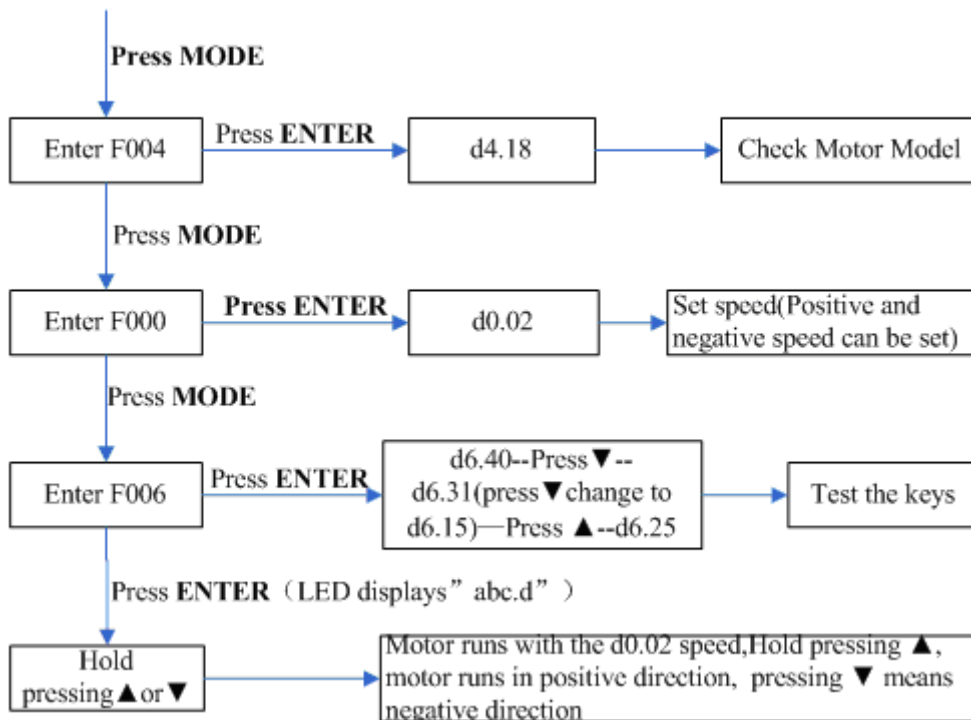 Press MODE
Enter F004
Press ENTER
d4.18
Check Motor Model
Press MODE
Enter F000
Press ENTER
d0.02
Set speed(Positive and
negative speed can be set)
Press MODE
Enter F006
Press ENTER
d6.40--Press▼--
d6.31(press▼change to
d6.15)—Press ▲--d6.25
Test the keys
Press ENTER（LED displays” abc.d”）
Hold
pressing▲or▼
Motor runs with the d0.02 speed,Hold pressing ▲,
motor runs in positive direction, pressing ▼ means
negative direction